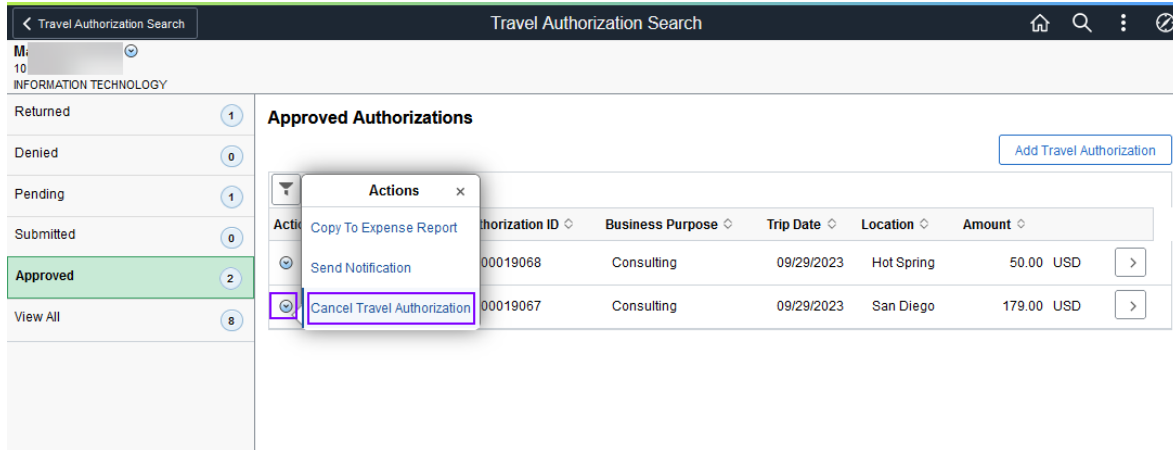 Travel Authorization Search Travel Authorization Search
10
INFORMATION TECHNOLOGY
Returned 1
Denied 0
Pending 1
Submitted 0
Approved 2
View All 8
Approved Authorizations
Add Travel Authorization
Actions ×
Copy To Expense Report
Send Notification
Cancel Travel Authorization
Business Purpose Trip Date Location Amount
00019068 Consulting 09/29/2023 Hot Spring 50.00 USD
00019067 Consulting 09/29/2023 San Diego 179.00 USD